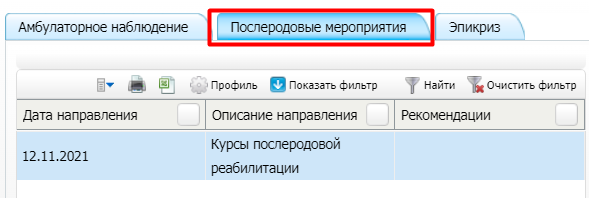 Амбулаторное наблюдение Послеродовые мероприятия Эпикриз
Профиль Показать фильтр Найти Очистить фильтр
Дата направления Описание направления Рекомендации
12.11.2021 Курсы послеродовой
реабилитации